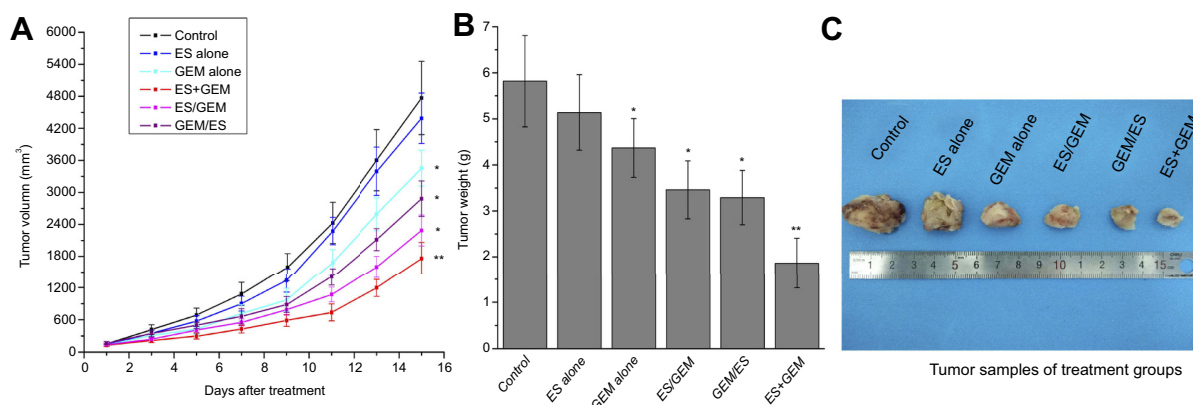 A
Tumor volumn (mm³)
6000
5400
4800
4200
3600
3000
2400
1800
1200
600
0
0 2 4 6 8 10 12 14 16
Days after treatment
Control
ES alone
GEM alone
ES+GEM
ES/GEM
GEM/ES
*
*
*
**
B
Tumor weight (g)
7
6
5
4
3
2
1
0
*
*
*
**
Control
ES alone
GEM alone
ES/GEM
GEM/ES
ES+GEM
C
Control
ES alone
GEM alone
ES/GEM
GEM/ES
ES+GEM
1 2 3 4 5 6 7 8 9 10 1 2 3 4 15
Tumor samples of treatment groups